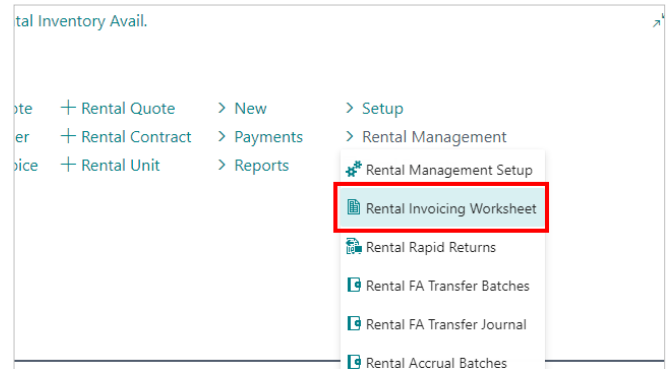 tal Inventory Avail.
ote + Rental Quote > New > Setup
er + Rental Contract > Payments > Rental Management
oice + Rental Unit > Reports
Rental Management Setup
Rental Invoicing Worksheet
Rental Rapid Returns
Rental FA Transfer Batches
Rental FA Transfer Journal
Rental Accrual Batches